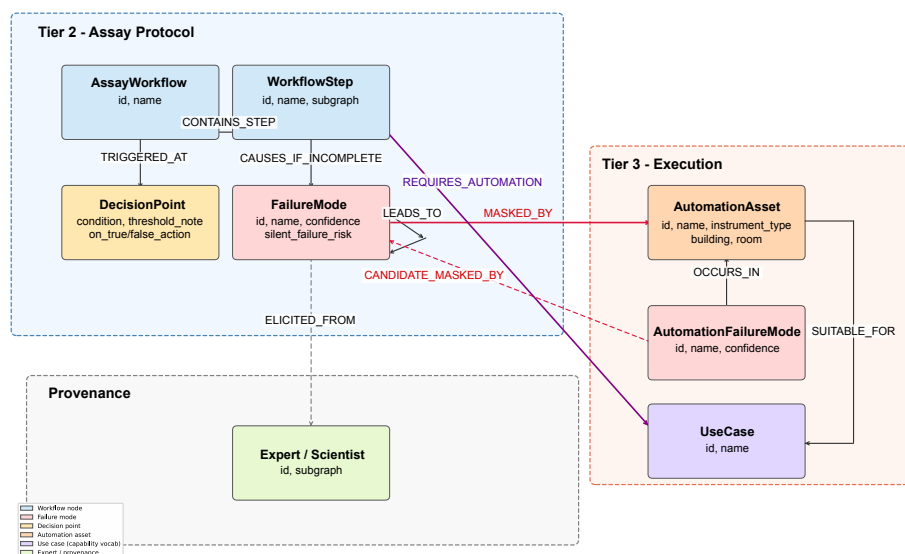 Tier 2 - Assay Protocol
AssayWorkflow
id, name
WorkflowStep
id, name, subgraph
CONTAINS_STEP
TRIGGERED_AT
CAUSES_IF_INCOMPLETE
DecisionPoint
condition, threshold_note
on_true/false_action
FailureMode
id, name, confidence
silent_failure_risk
LEADS_TO
REQUIRES_AUTOMATION
MASKED_BY
CANDIDATE_MASKED_BY
ELICITED_FROM
Tier 3 - Execution
AutomationAsset
id, name, instrument_type
building, room
OCCURS_IN
AutomationFailureMode
id, name, confidence
SUITABLE_FOR
UseCase
id, name
Provenance
Expert / Scientist
id, subgraph
Workflow node
Failure mode
Decision point
Automation asset
Use case (capability vocab)
Expert / provenance